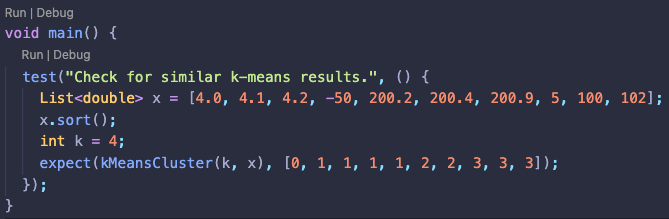 Run | Debug
void main() {
Run | Debug
test("Check for similar k-means results.", () {
List<double> x = [4.0, 4.1, 4.2, -50, 200.2, 200.4, 200.9, 5, 100, 102];
x.sort();
int k = 4;
expect(kMeansCluster(k, x), [0, 1, 1, 1, 1, 2, 2, 3, 3, 3]);
});
}